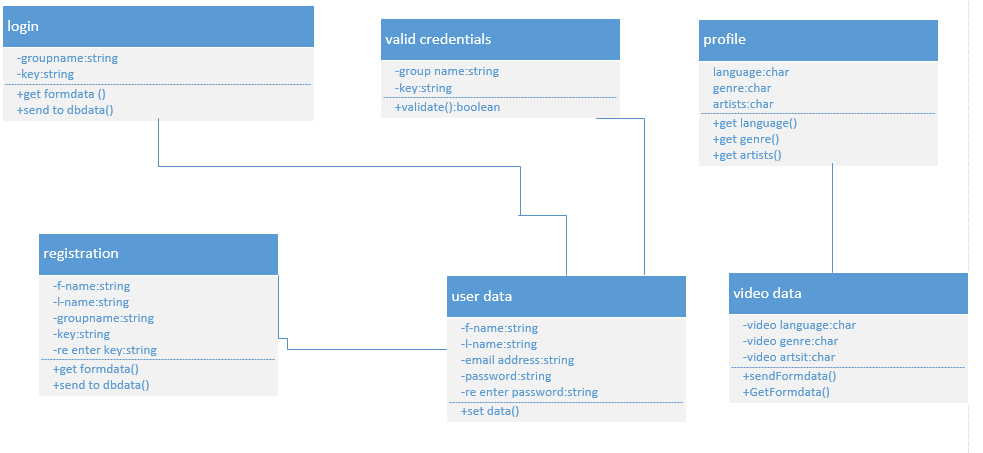 login
-groupname:string
-key:string
+get formdata ()
+send to dbdata()
valid credentials
-group name:string
-key:string
+validate():boolean
profile
language:char
genre:char
artists:char
+get language()
+get genre()
+get artists()
registration
-f-name:string
-l-name:string
-groupname:string
-key:string
-re enter key:string
+get formdata()
+send to dbdata()
user data
-f-name:string
-l-name:string
-email address:string
-password:string
-re enter password:string
+set data()
video data
-video language:char
-video genre:char
-video artsit:char
+sendFormdata()
+GetFormdata()